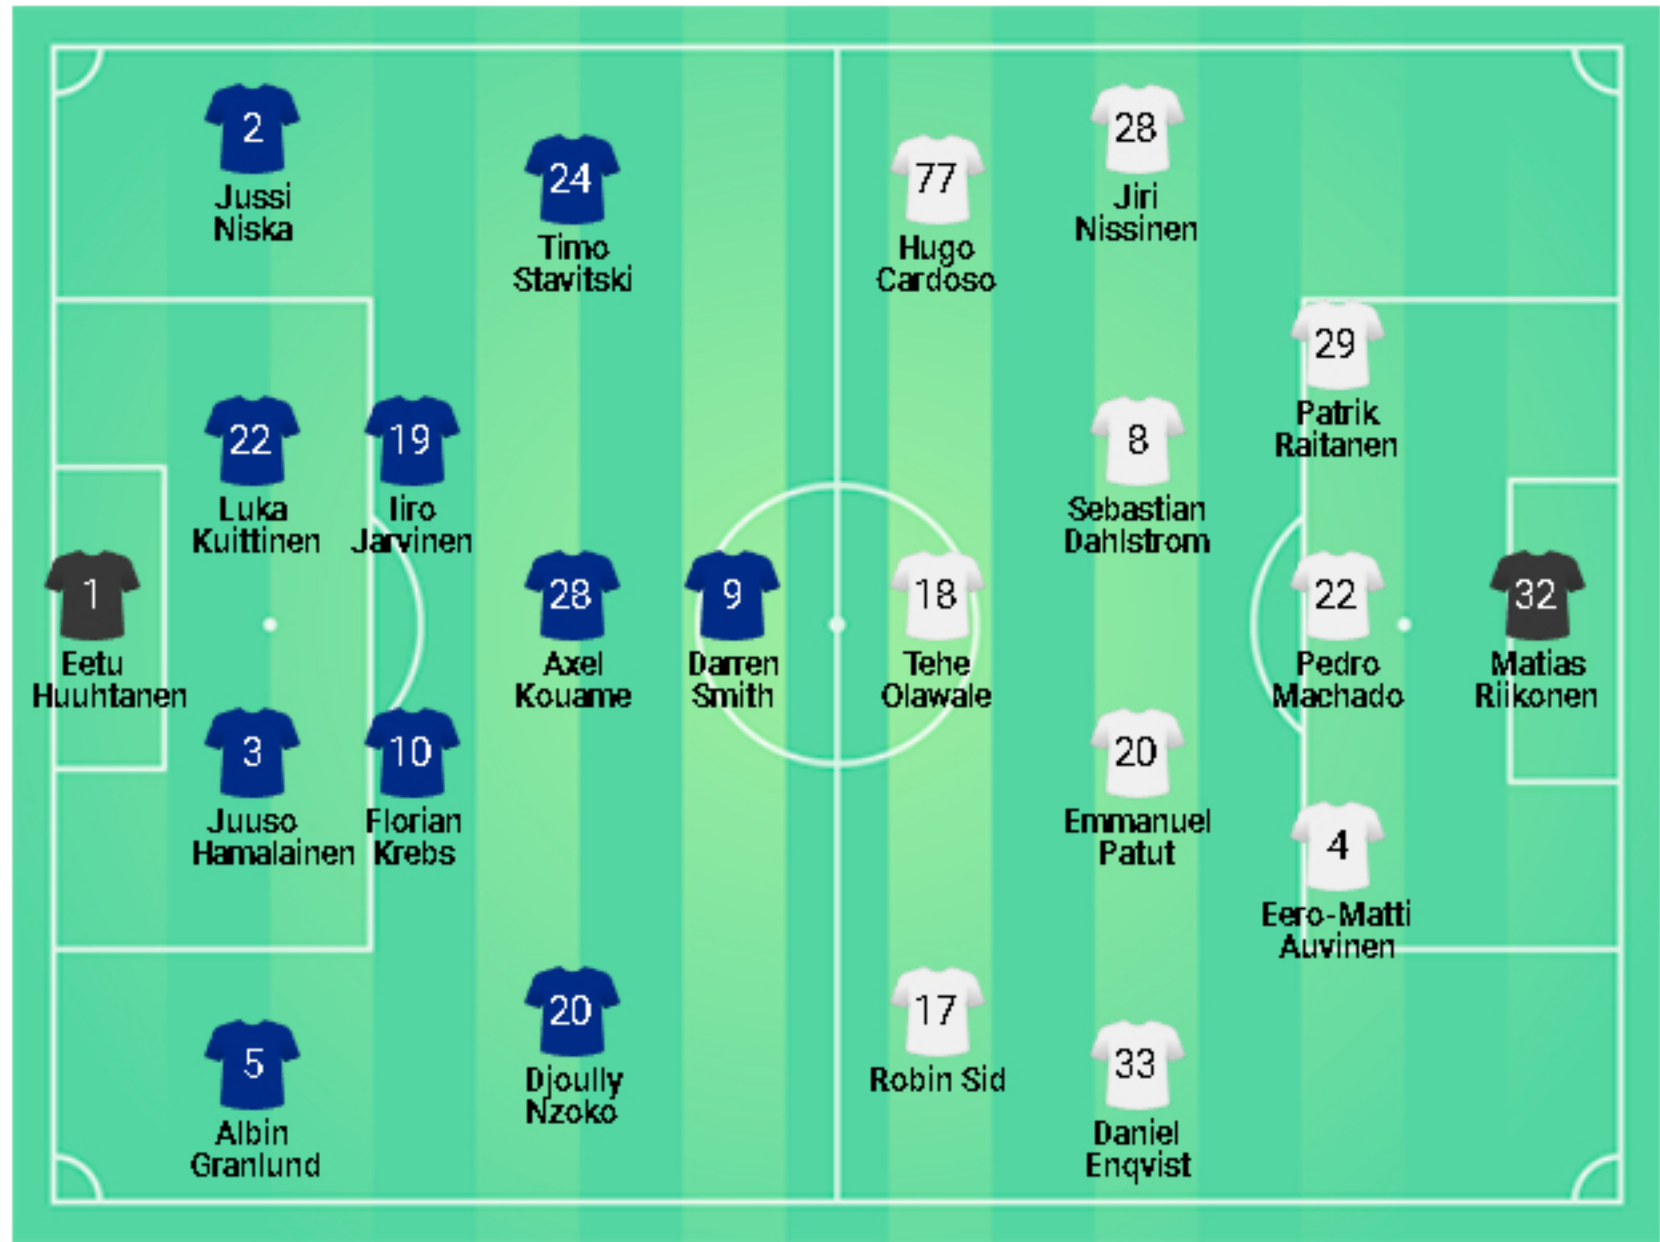 2
Jussi
Niska
24
Timo
Stavitski
77
Hugo
Cardoso
28
Jiri
Nissinen
29
Patrik
Raitanen
22
Luka
Kuittinen
19
Iiro
Jarvinen
8
Sebastian
Dahlstrom
1
Eetu
Huuhtanen
28
Axel
Kouame
9
Darren
Smith
18
Tehe
Olawale
22
Pedro
Machado
32
Matias
Riikonen
3
Juuso
Hamalainen
10
Florian
Krebs
20
Emmanuel
Patut
4
Eero-Matti
Auvinen
5
Albin
Granlund
20
Djoully
Nzoko
17
Robin Sid
33
Daniel
Enqvist